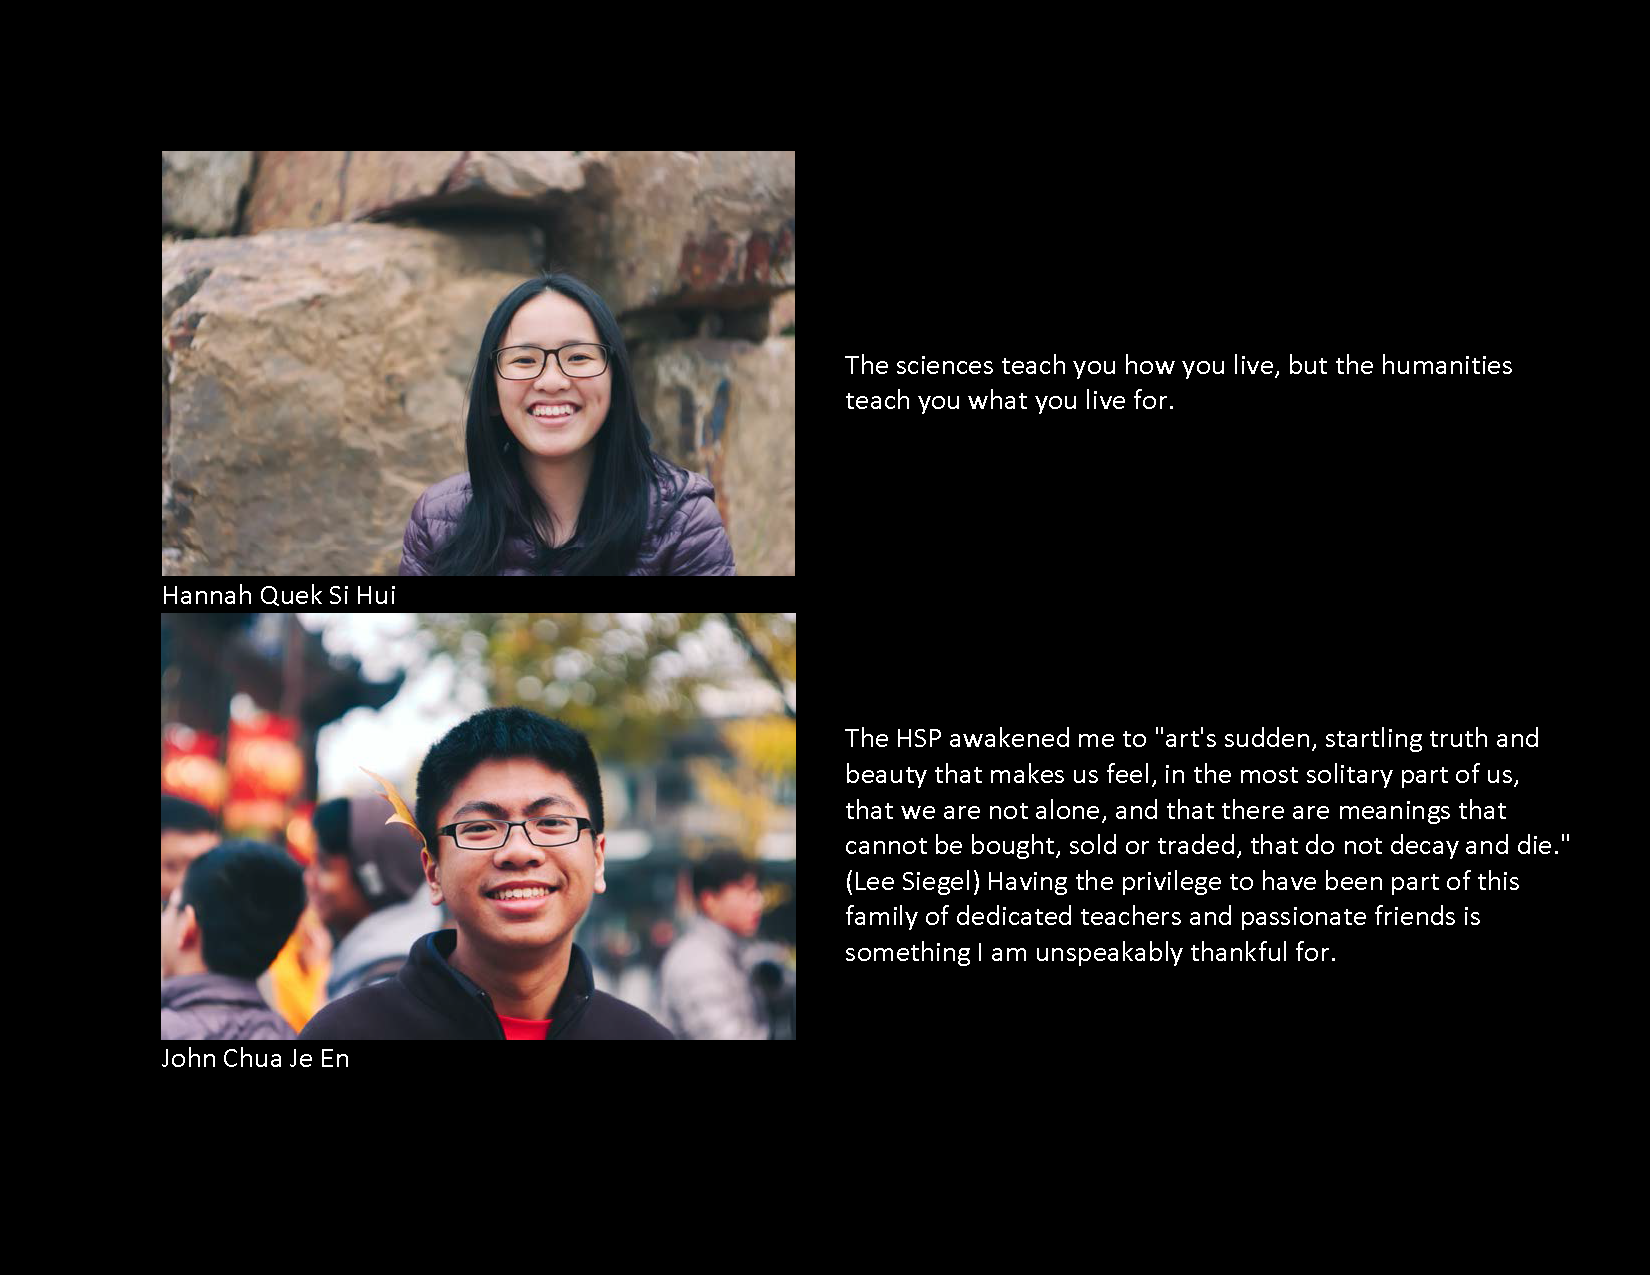 The sciences teach you how you live, but the humanities
teach you what you live for.
Hannah Quek Si Hui
The HSP awakened me to "art's sudden, startling truth and
beauty that makes us feel, in the most solitary part of us,
that we are not alone, and that there are meanings that
cannot be bought, sold or traded, that do not decay and die."
(Lee Siegel) Having the privilege to have been part of this
family of dedicated teachers and passionate friends is
something I am unspeakably thankful for.
John Chua Je En